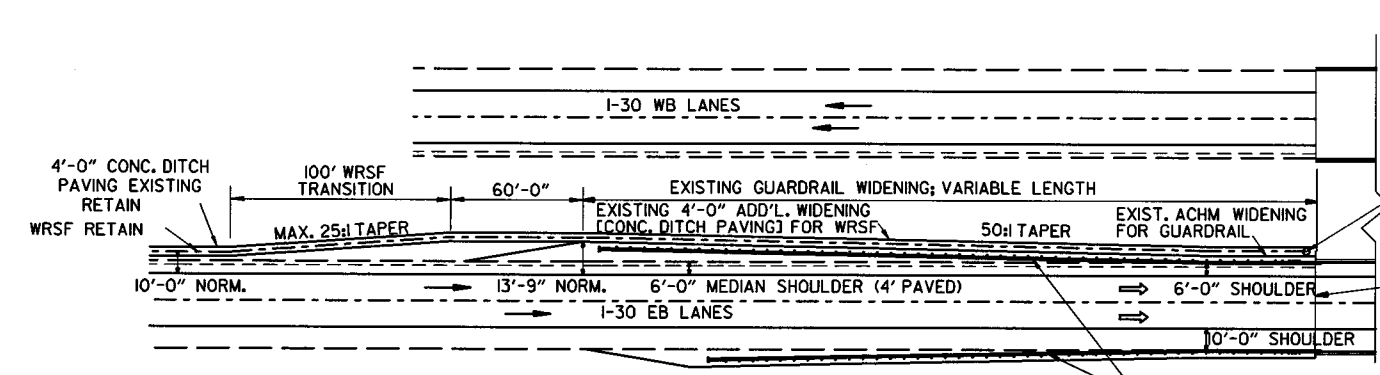 I-30 WB LANES
4'-0" CONC. DITCH
PAVING EXISTING
RETAIN
WRSF RETAIN
100' WRSF
TRANSITION
60'-0"
EXISTING GUARDRAIL WIDENING; VARIABLE LENGTH
MAX. 25:1 TAPER
EXISTING 4'-0" ADD'L. WIDENING
[CONC. DITCH PAVING] FOR WRSF
50:1 TAPER
EXIST. ACHM WIDENING
FOR GUARDRAIL
10'-0" NORM.
13'-9" NORM.
6'-0" MEDIAN SHOULDER (4' PAVED)
6'-0" SHOULDER
I-30 EB LANES
10'-0" SHOULDER